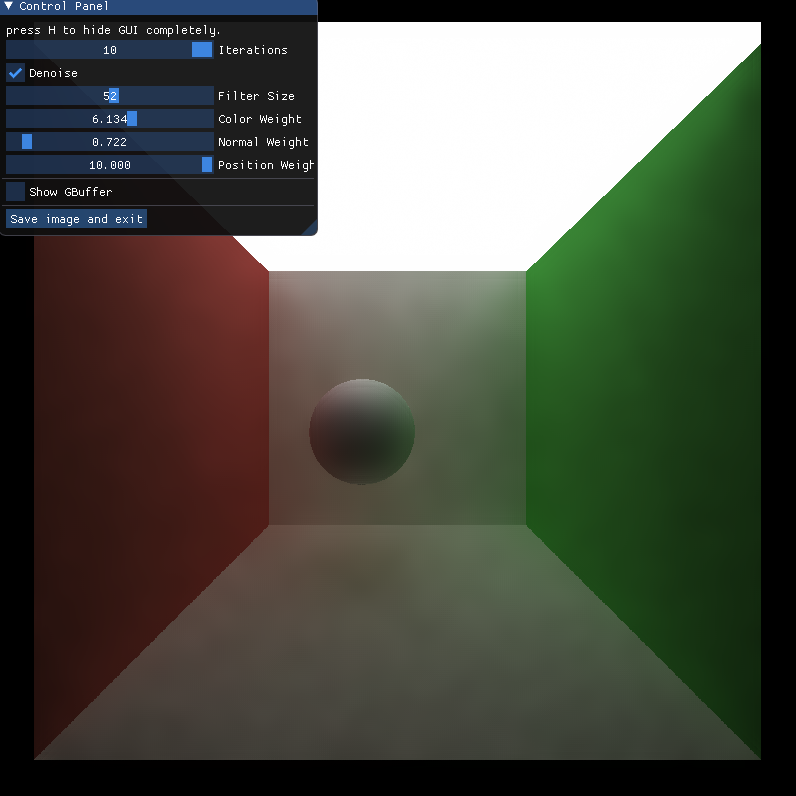 Control Panel
press H to hide GUI completely.
10 Iterations
Denoise
52 Filter Size
6.134 Color Weight
0.722 Normal Weight
10.000 Position Weigh
Show GBuffer
Save image and exit